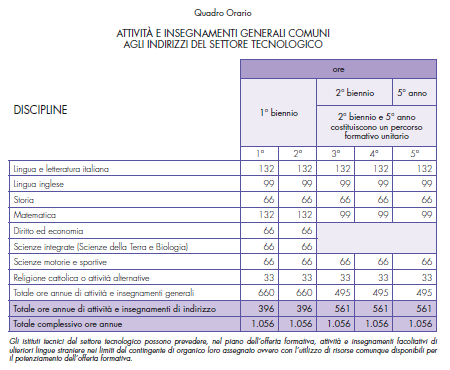 Quadro Orario
ATTIVITÀ E INSEGNAMENTI GENERALI COMUNI
AGLI INDIRIZZI DEL SETTORE TECNOLOGICO
DISCIPLINE
ore
1° biennio
2° biennio
5° anno
2° biennio e 5° anno
costituiscono un percorso
formativo unitario
1ª 2ª 3ª 4ª 5ª
Lingua e letteratura italiana 132 132 132 132 132
Lingua inglese 99 99 99 99 99
Storia 66 66 66 66 66
Matematica 132 132 99 99 99
Diritto ed economia 66 66
Scienze integrate (Scienze della Terra e Biologia) 66 66
Scienze motorie e sportive 66 66 66 66 66
Religione cattolica o attività alternative 33 33 33 33 33
Totale ore annue di attività e insegnamenti generali 660 660 495 495 495
Totale ore annue di attività e insegnamenti di indirizzo 396 396 561 561 561
Totale complessivo ore annue 1.056 1.056 1.056 1.056 1.056
Gli istituti tecnici del settore tecnologico possono prevedere, nel piano dell'offerta formativa, attività e insegnamenti facoltativi di
ulteriori lingue straniere nei limiti del contingente di organico loro assegnato ovvero con l'utilizzo di risorse comunque disponibili per
il potenziamento dell'offerta formativa.